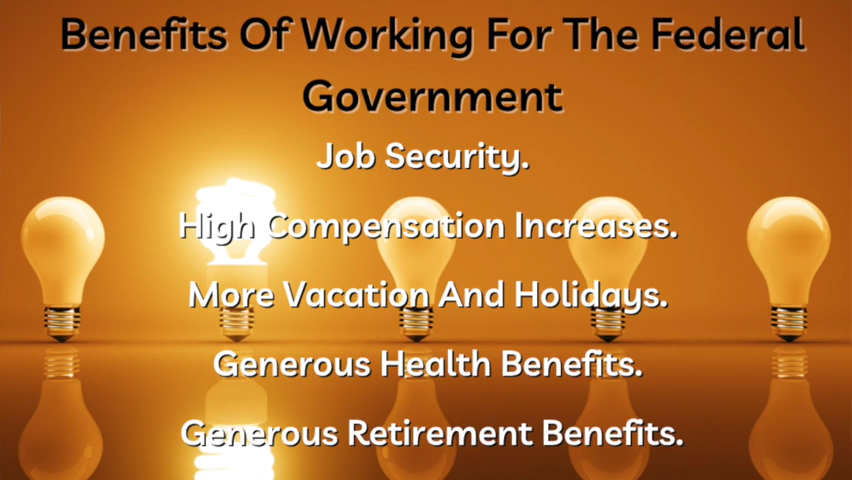 Benefits Of Working For The Federal
Government
Job Security.
High Compensation Increases.
More Vacation And Holidays.
Generous Health Benefits.
Generous Retirement Benefits.